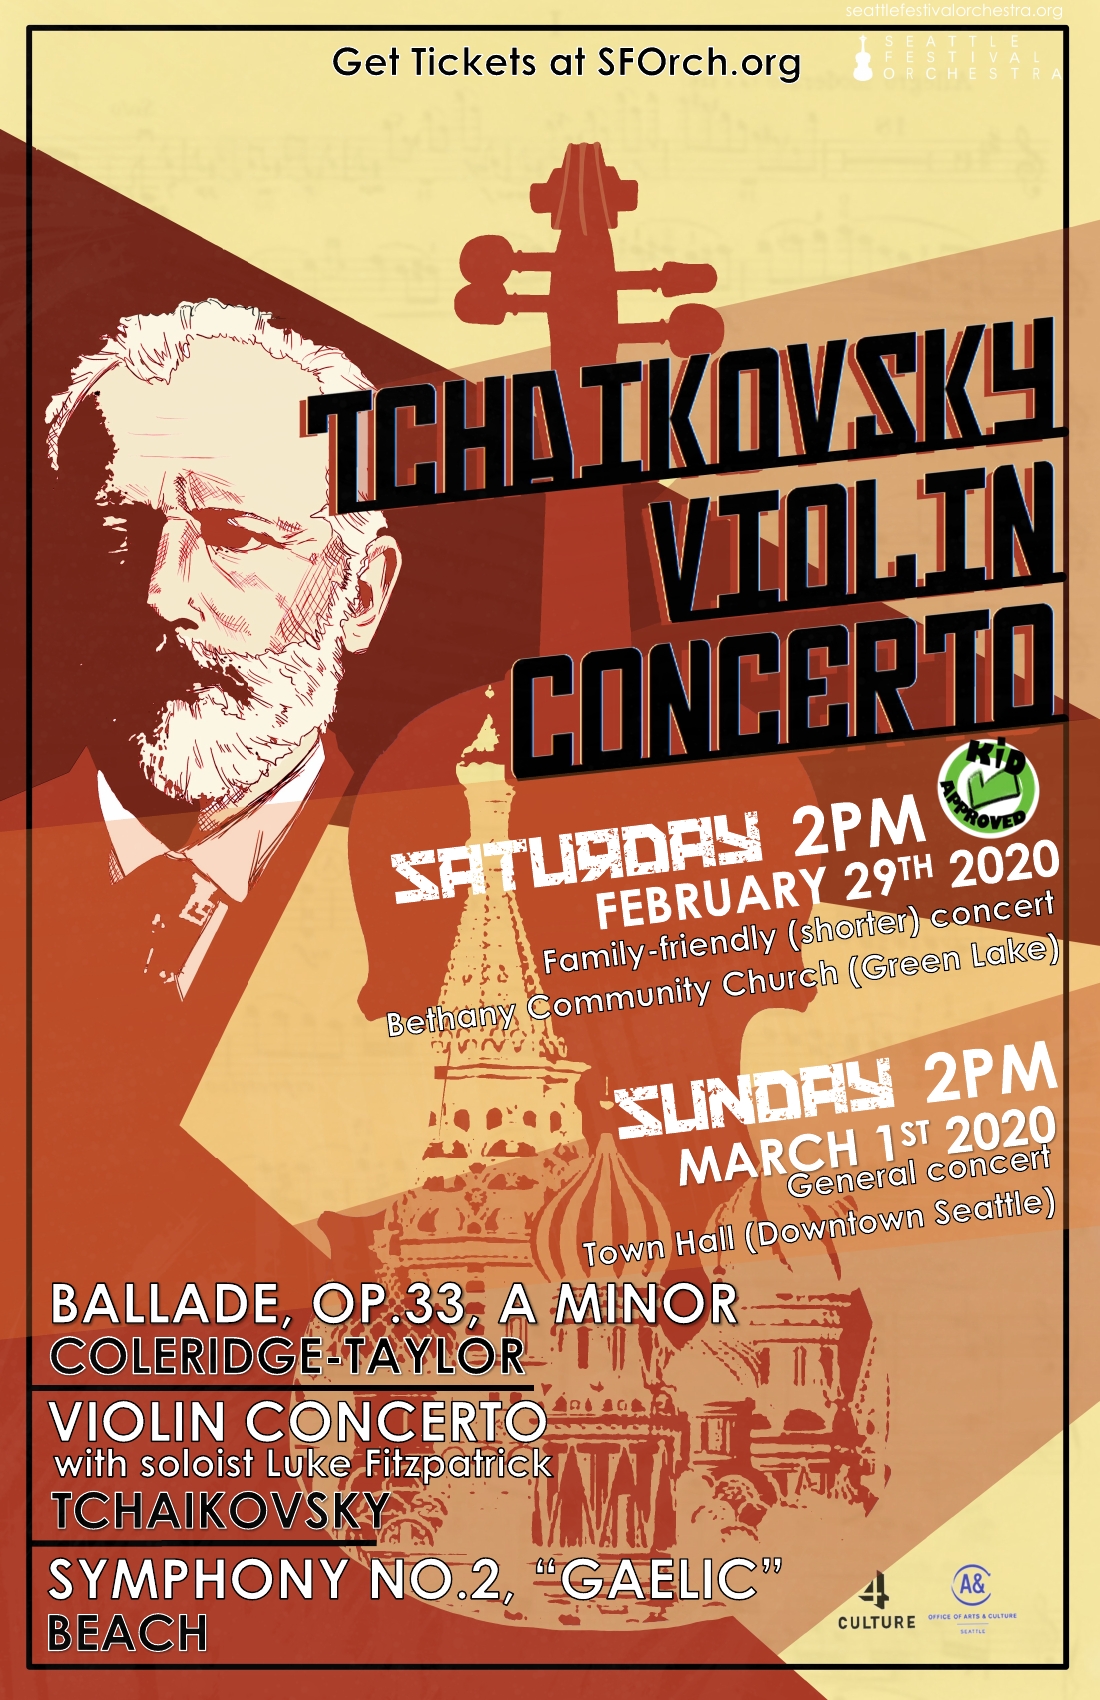 seattlefestivalorchestra.org
Get Tickets at SFOrch.org
SEATTLE
FESTIVAL
ORCHESTRA
TCHAIKOVSKY
VIOLIN
CONCERTO
KiD
APPROVED
SATURDAY 2PM
FEBRUARY 29TH 2020
Family-friendly (shorter) concert
Bethany Community Church (Green Lake)
SUNDAY 2PM
MARCH 1ST 2020
General concert
Town Hall (Downtown Seattle)
BALLADE, OP.33, A MINOR
COLERIDGE-TAYLOR
VIOLIN CONCERTO
with soloist Luke Fitzpatrick
TCHAIKOVSKY
SYMPHONY NO.2, “GAELIC”
BEACH
4
CULTURE
A&
OFFICE OF ARTS & CULTURE
SEATTLE